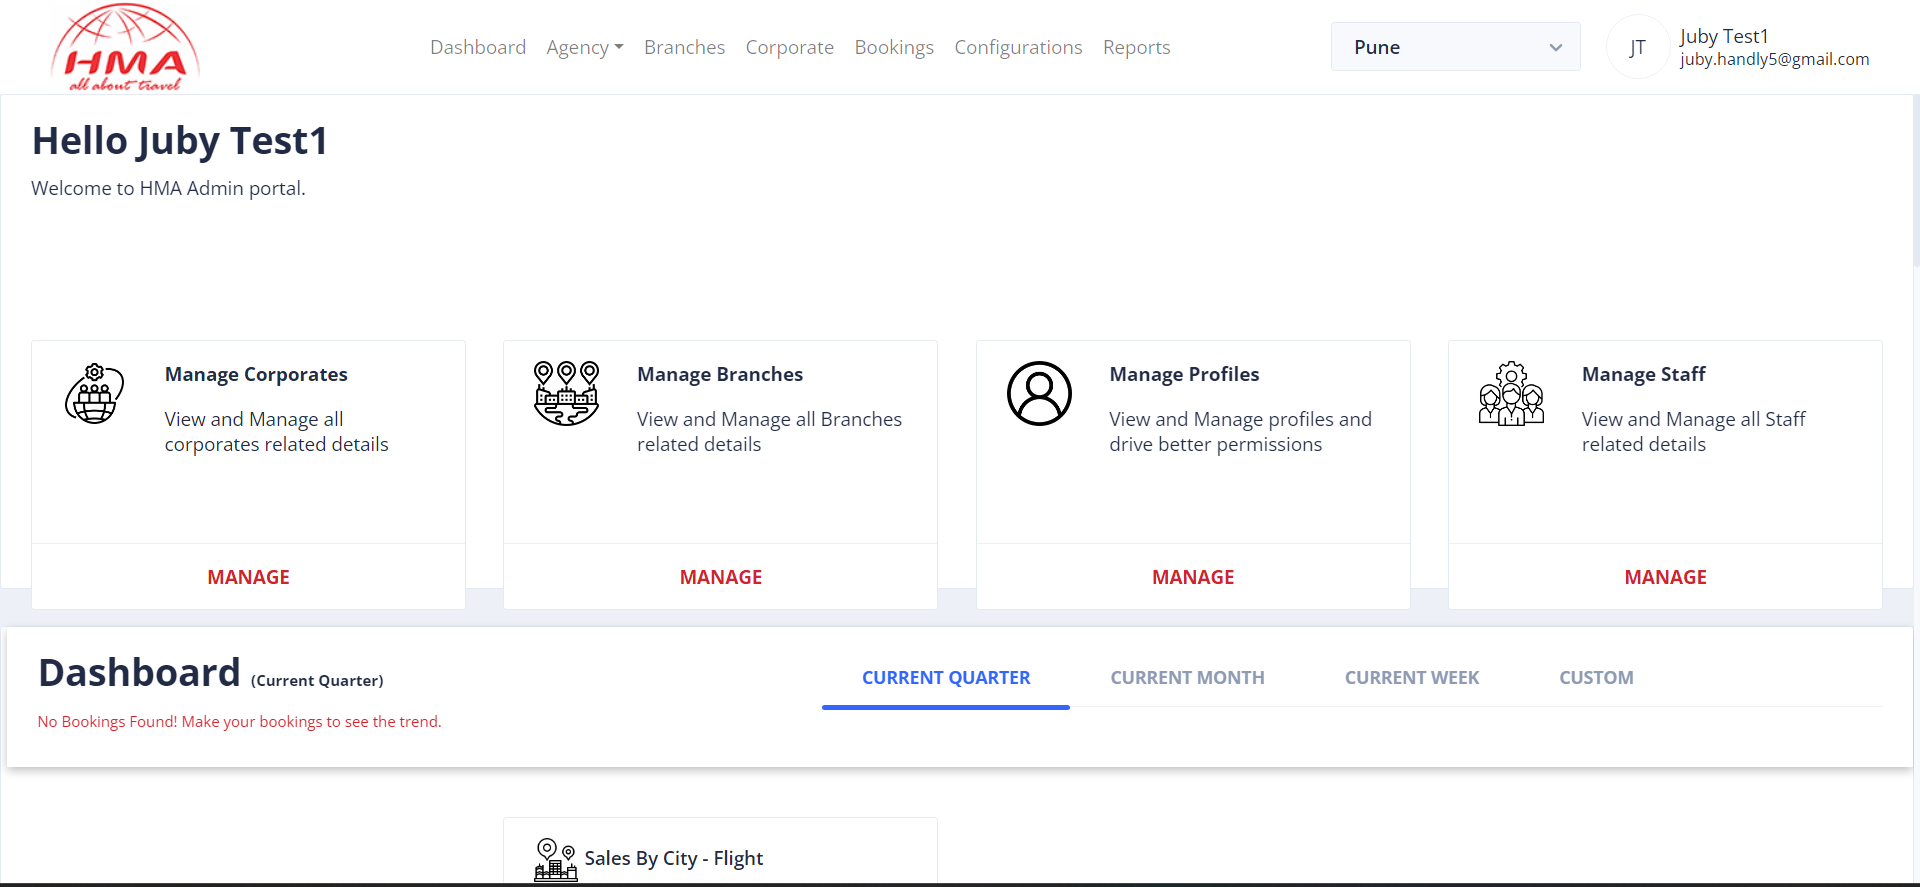 HMA
all about travel
Dashboard Agency Branches Corporate Bookings Configurations Reports
Pune
JT
Juby Test1
juby.handly5@gmail.com
Hello Juby Test1
Welcome to HMA Admin portal.
Manage Corporates
View and Manage all
corporates related details
MANAGE
Manage Branches
View and Manage all Branches
related details
MANAGE
Manage Profiles
View and Manage profiles and
drive better permissions
MANAGE
Manage Staff
View and Manage all Staff
related details
MANAGE
Dashboard (Current Quarter)
No Bookings Found! Make your bookings to see the trend.
CURRENT QUARTER CURRENT MONTH CURRENT WEEK CUSTOM
Sales By City - Flight